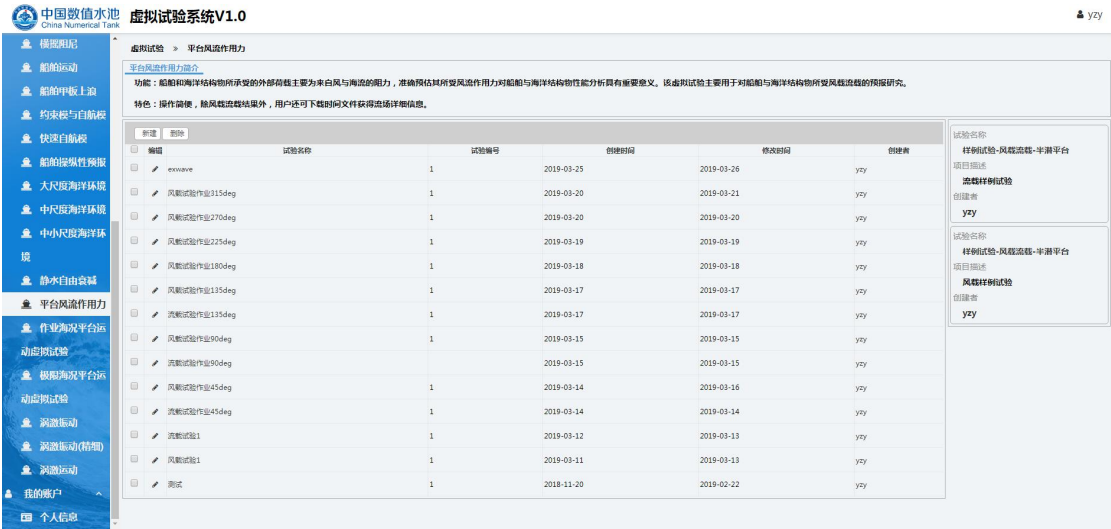 中国数值水池
China Numerical Tank
虚拟试验系统V1.0
yzy
横摇阻尼
船舶运动
船舶甲板上浪
约束模与自航模
快速自航模
船舶操纵性预报
大尺度海洋环境
中尺度海洋环境
中小尺度海洋环
境
静水自由衰减
平台风流作用力
作业海况平台运
动虚拟试验
极限海况平台运
动虚拟试验
涡激振动
涡激振动(精细)
涡激运动
我的账户
个人信息
虚拟试验 » 平台风流作用力
平台风流作用力简介
功能：船舶和海洋结构物所承受的外部荷载主要为来自风与海流的阻力，准确预估其所受风流作用力对船舶与海洋结构物性能分析具有重要意义。该虚拟试验主要用于对船舶与海洋结构物所受风载流载的预报研究。
特色：操作简便，除风载流载结果外，用户还可下载时间文件获得流场详细信息。
新建 删除
编辑 试验名称 试验编号 创建时间 修改时间 创建者
exwave 1 2019-03-25 2019-03-26 yzy
风载试验作业315deg 1 2019-03-20 2019-03-21 yzy
风载试验作业270deg 1 2019-03-20 2019-03-20 yzy
风载试验作业225deg 1 2019-03-19 2019-03-19 yzy
风载试验作业180deg 1 2019-03-18 2019-03-18 yzy
风载试验作业135deg 1 2019-03-17 2019-03-17 yzy
流载试验作业135deg 1 2019-03-17 2019-03-17 yzy
风载试验作业90deg 1 2019-03-15 2019-03-15 yzy
流载试验作业90deg 2019-03-15 2019-03-15 yzy
风载试验作业45deg 1 2019-03-14 2019-03-16 yzy
流载试验作业45deg 1 2019-03-14 2019-03-14 yzy
流载试验1 1 2019-03-12 2019-03-13 yzy
风载试验1 1 2019-03-11 2019-03-13 yzy
测试 1 2018-11-20 2019-02-22 yzy
试验名称
样例试验-风载流载-半潜平台
项目描述
流载样例试验
创建者
yzy
试验名称
样例试验-风载流载-半潜平台
项目描述
风载样例试验
创建者
yzy